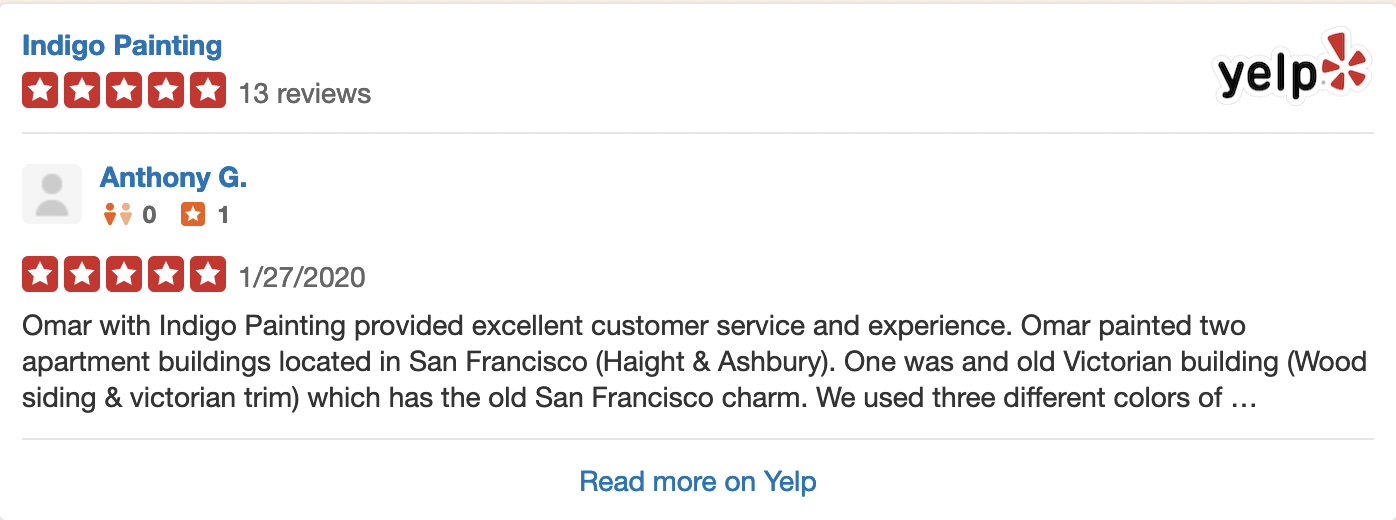 Indigo Painting
yelp
13 reviews
Anthony G.
0 1
1/27/2020
Omar with Indigo Painting provided excellent customer service and experience. Omar painted two
apartment buildings located in San Francisco (Haight & Ashbury). One was and old Victorian building (Wood
siding & victorian trim) which has the old San Francisco charm. We used three different colors of …
Read more on Yelp